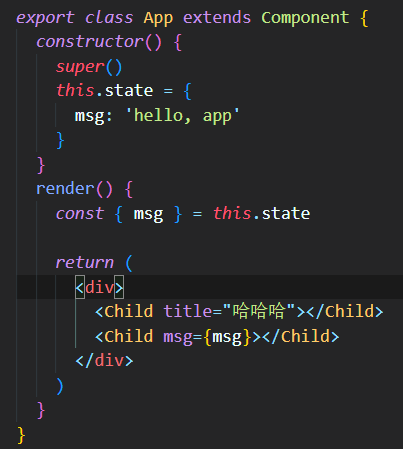 export class App extends Component {
  constructor() {
    super()
    this.state = {
      msg: 'hello, app'
    }
  }
  render() {
    const { msg } = this.state

    return (
      <div>
        <Child title="哈哈哈"></Child>
        <Child msg={msg}></Child>
      </div>
    )
  }
}